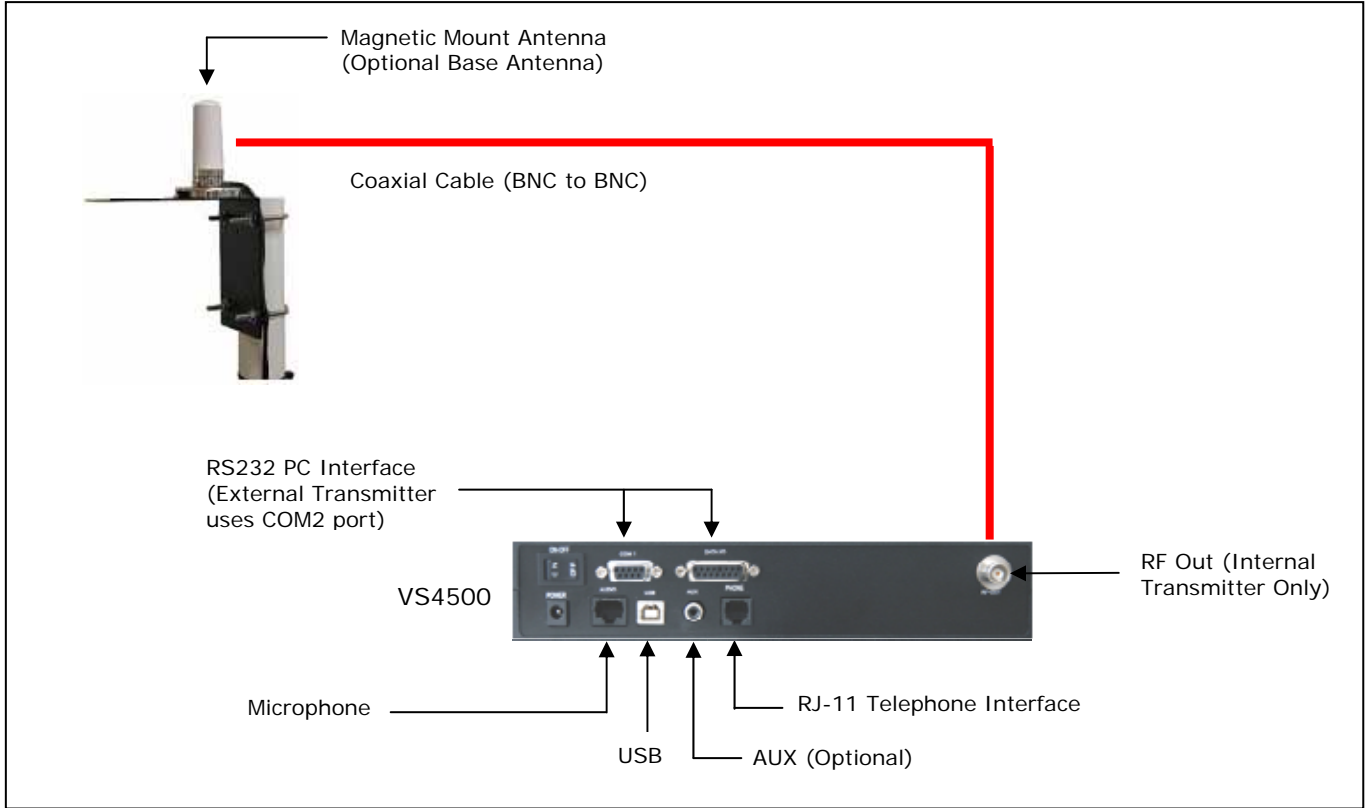 Magnetic Mount Antenna
(Optional Base Antenna)
Coaxial Cable (BNC to BNC)
RS232 PC Interface
(External Transmitter
uses COM2 port)
VS4500
ON OFF
COM 1
POWER
USB
AUX
PHONE
RF Out (Internal
Transmitter Only)
Microphone
RJ-11 Telephone Interface
USB
AUX (Optional)